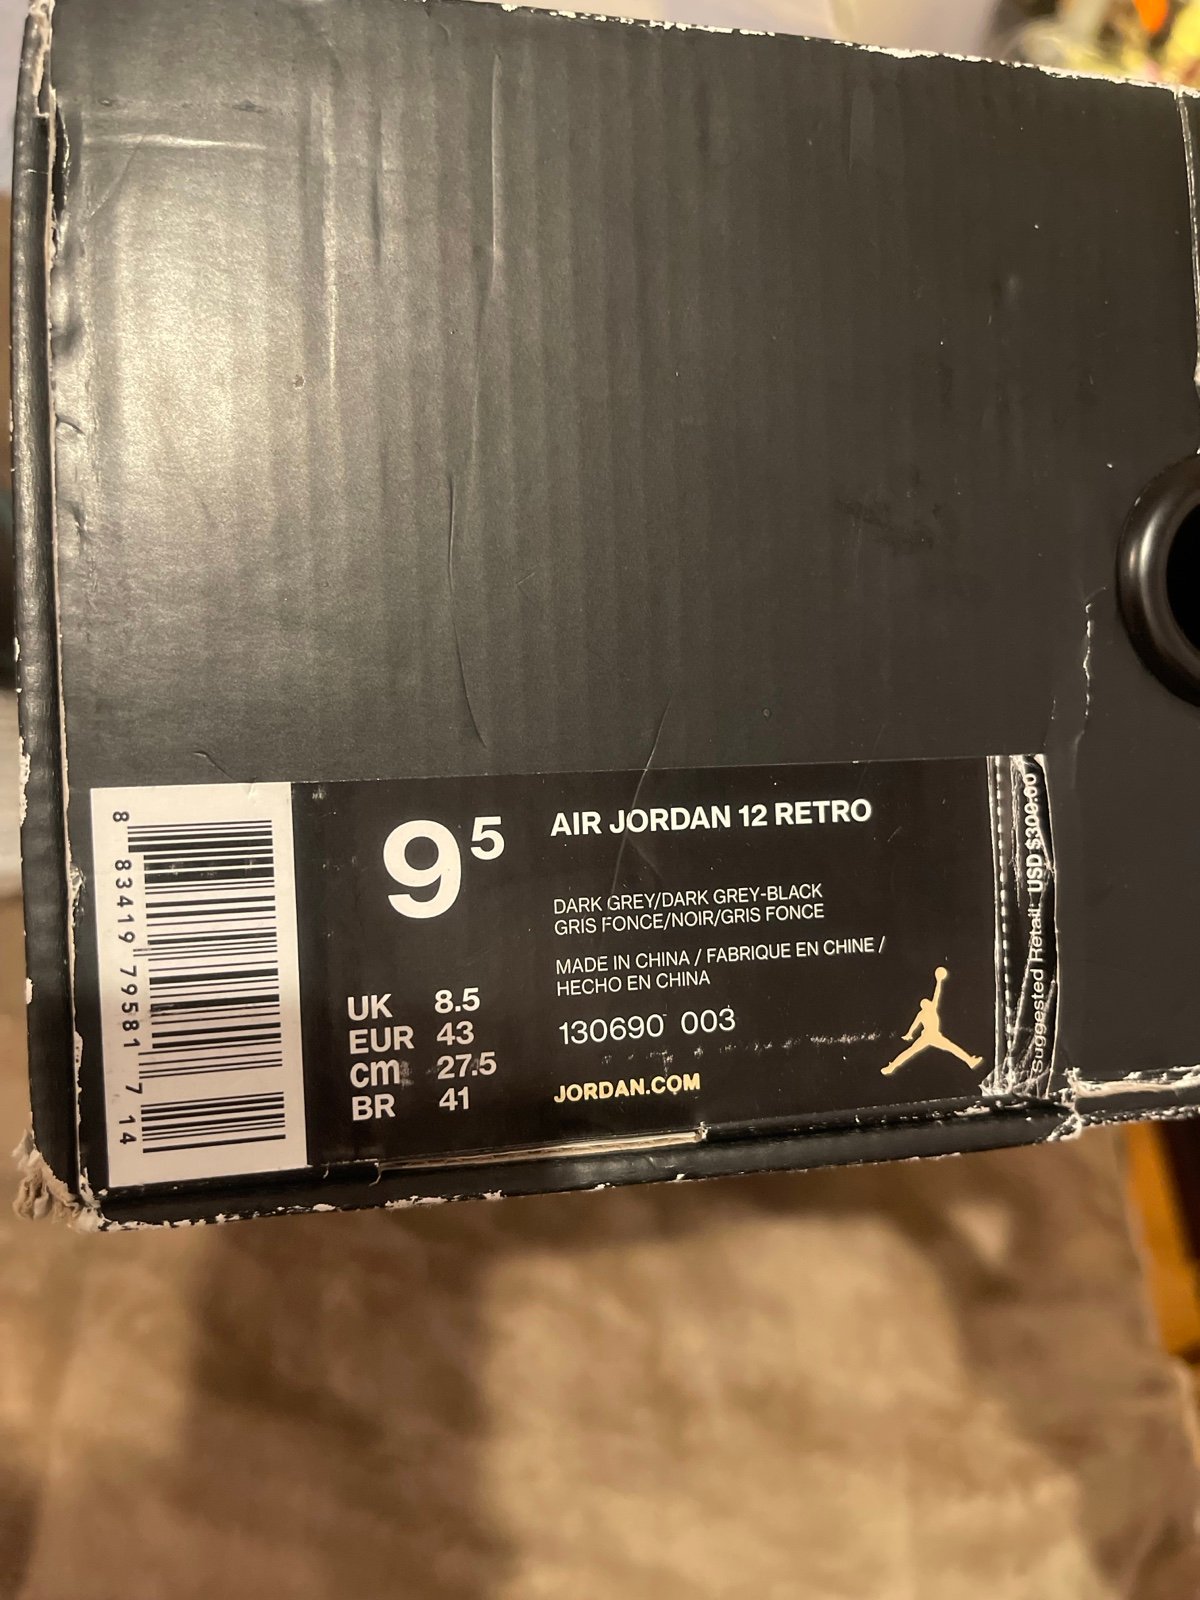 9⁵
AIR JORDAN 12 RETRO
DARK GREY/DARK GREY-BLACK
GRIS FONCE/NOIR/GRIS FONCE
MADE IN CHINA / FABRIQUE EN CHINE /
HECHO EN CHINA
130690 003
JORDAN.COM
UK 8.5
EUR 43
cm 27.5
BR 41
8 83419 79581 7 14
Suggested Retail USD $300.00